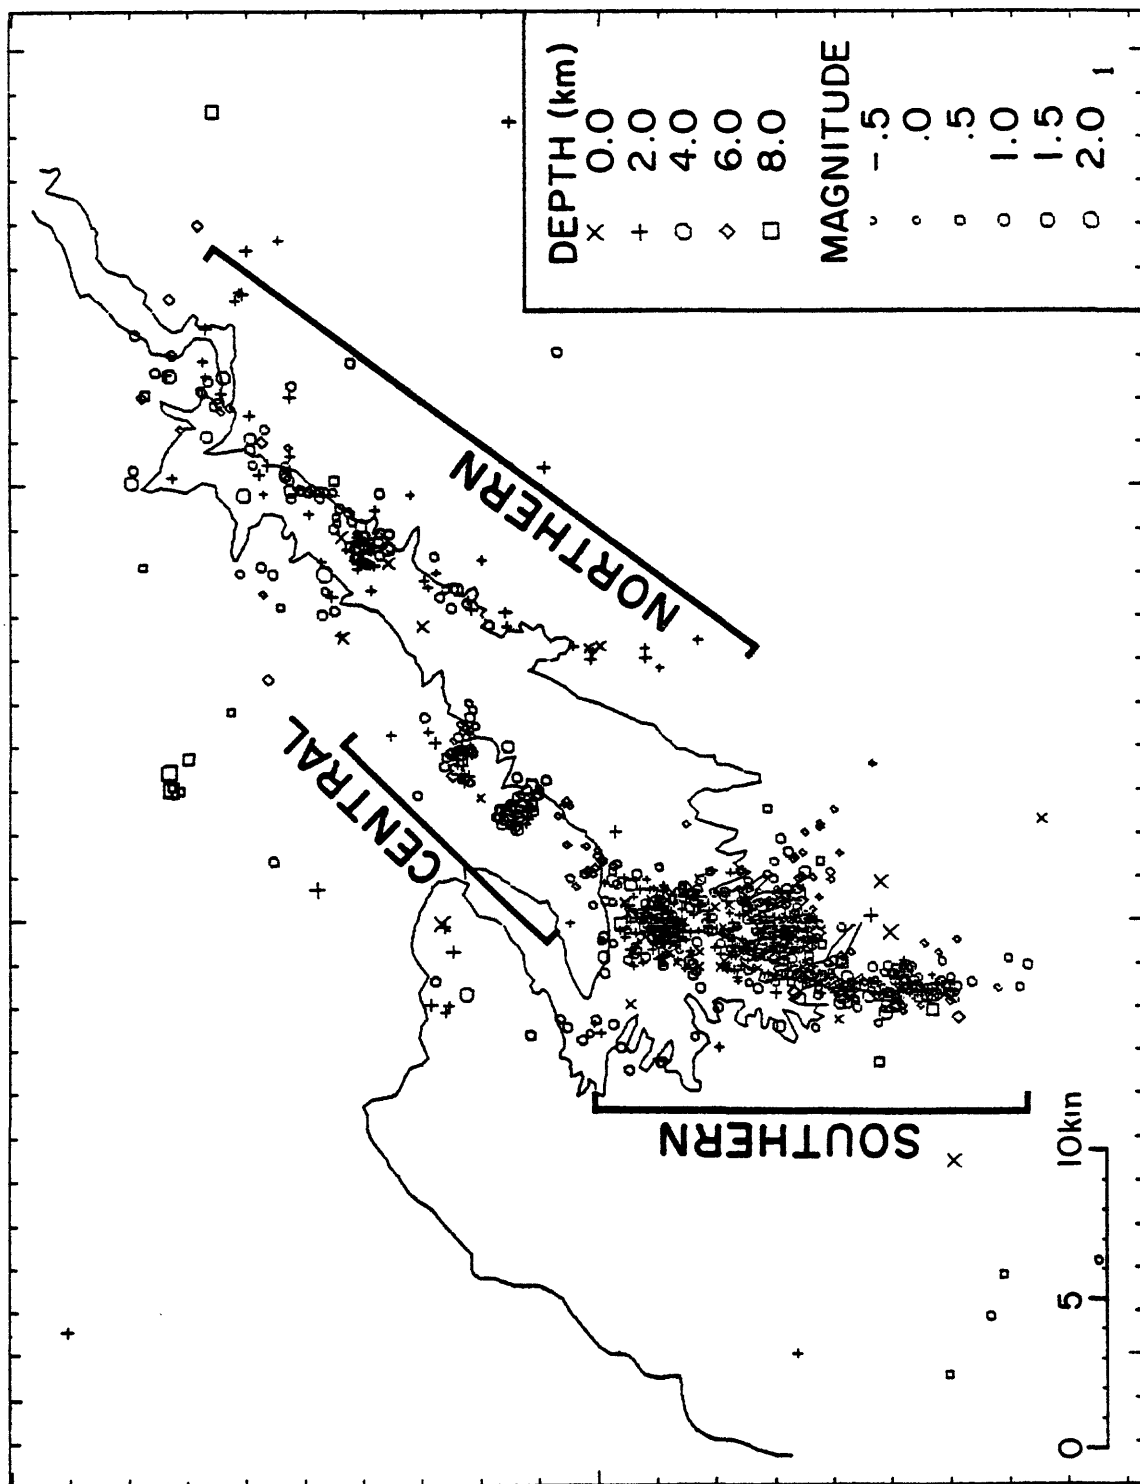 CENTRAL
NORTHERN
SOUTHERN
0 5 10km
DEPTH (km)
× 0.0
+ 2.0
○ 4.0
◇ 6.0
□ 8.0
MAGNITUDE
-.5
.0
.5
1.0
1.5
2.0
1